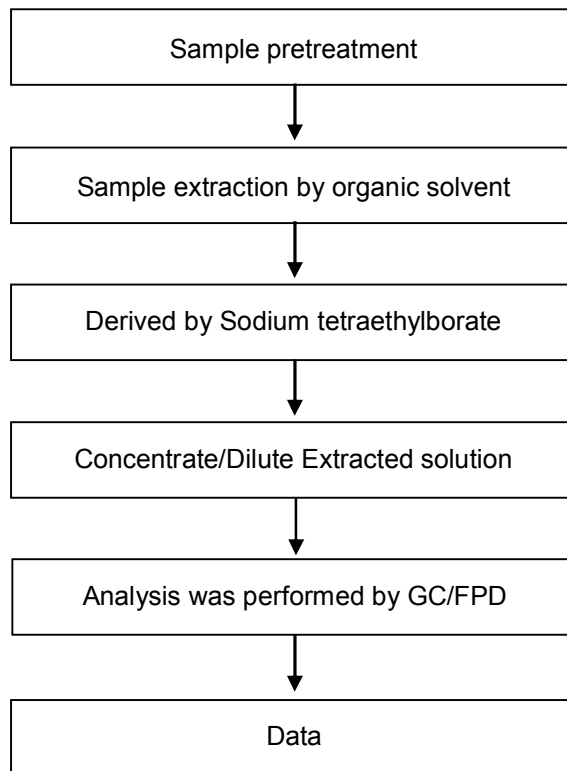 Sample pretreatment
Sample extraction by organic solvent
Derived by Sodium tetraethylborate
Concentrate/Dilute Extracted solution
Analysis was performed by GC/FPD
Data